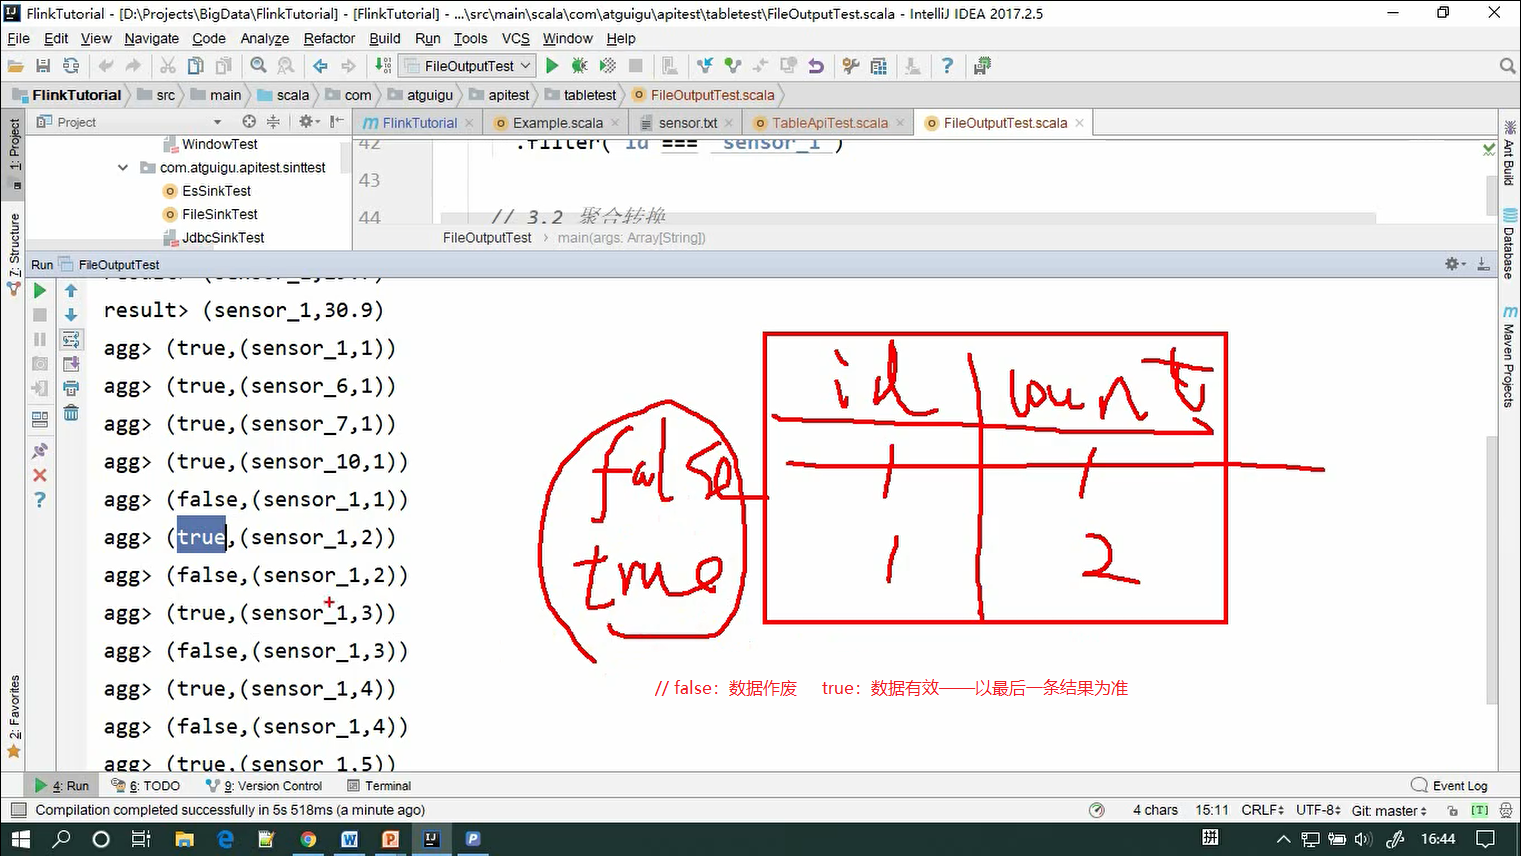 FlinkTutorial - [D:\Projects\BigData\FlinkTutorial] - [FlinkTutorial] - ...\src\main\scala\com\atguigu\apitest\tabletest\FileOutputTest.scala - IntelliJ IDEA 2017.2.5
File Edit View Navigate Code Analyze Refactor Build Run Tools VCS Window Help
FileOutputTest
FlinkTutorial src main scala com atguigu apitest tabletest FileOutputTest.scala
Project
FlinkTutorial Example.scala sensor.txt TableApiTest.scala FileOutputTest.scala
WindowTest
com.atguigu.apitest.sinttest
EsSinkTest
FileSinkTest
JdbcSinkTest
42 .filter( id === "sensor_1")
43
44 // 3.2 聚合转换
FileOutputTest main(args: Array[String])
1: Project
7: Structure
2: Favorites
Ant Build
Database
Maven Projects
Run FileOutputTest
result> (sensor_1,30.9)
agg> (true,(sensor_1,1))
agg> (true,(sensor_6,1))
agg> (true,(sensor_7,1))
agg> (true,(sensor_10,1))
agg> (false,(sensor_1,1))
agg> (true,(sensor_1,2))
agg> (false,(sensor_1,2))
agg> (true,(sensor_1,3))
agg> (false,(sensor_1,3))
agg> (true,(sensor_1,4))
agg> (false,(sensor_1,4))
agg> (true,(sensor_1,5))
id count
false 1 1
true 1 2
// false：数据作废 true：数据有效——以最后一条结果为准
4: Run 6: TODO 9: Version Control Terminal Event Log
Compilation completed successfully in 5s 518ms (a minute ago) 4 chars 15:11 CRLF UTF-8 Git: master [T]
拼 16:44